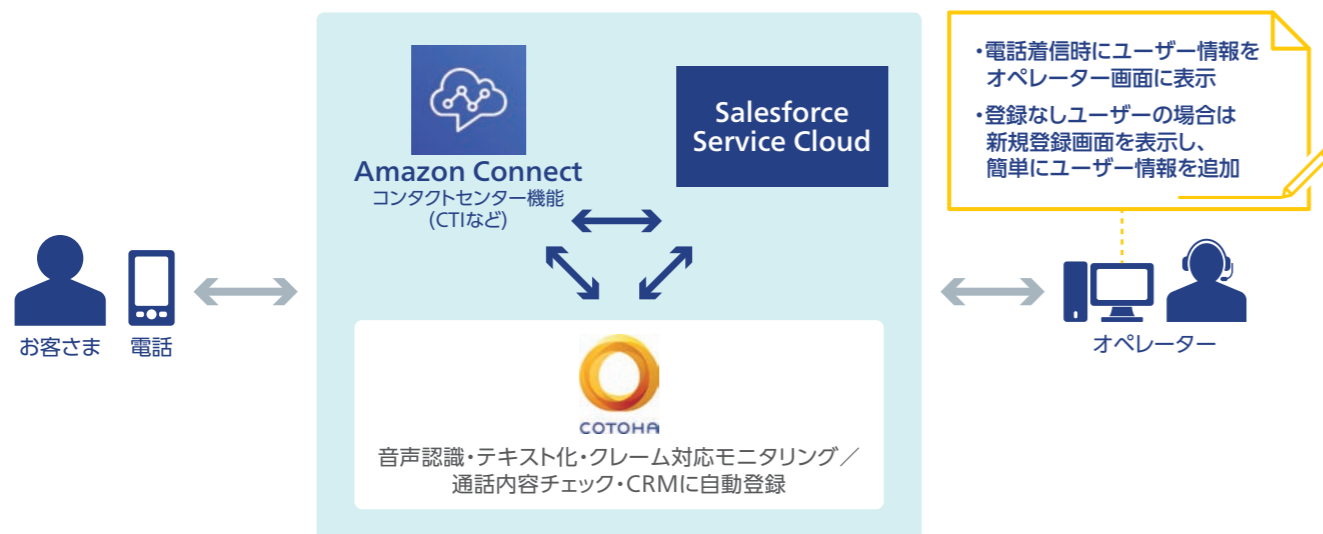 Amazon Connect
コンタクトセンター機能
(CTIなど)
Salesforce
Service Cloud
・電話着信時にユーザー情報を
オペレーター画面に表示
・登録なしユーザーの場合は
新規登録画面を表示し、
簡単にユーザー情報を追加
お客さま
電話
オペレーター
COTOHA
音声認識・テキスト化・クレーム対応モニタリング／
通話内容チェック・CRMに自動登録